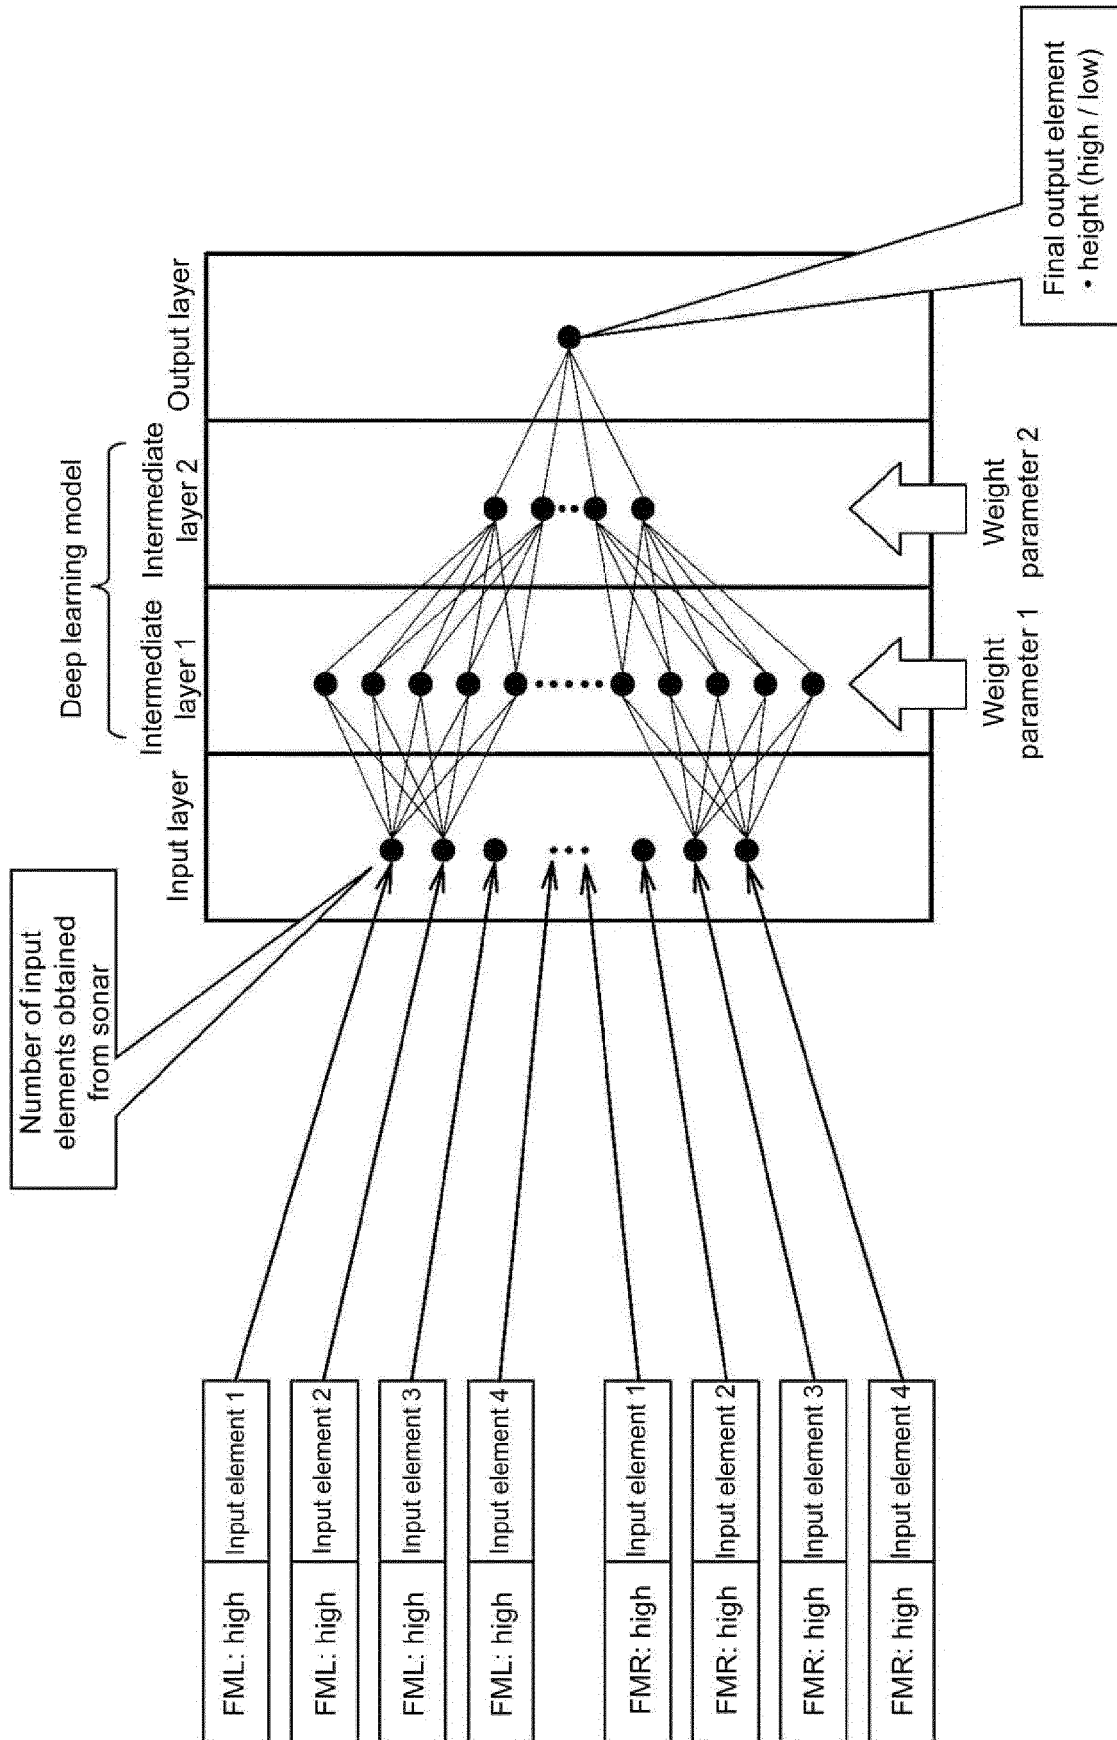 Deep learning model
Number of input
elements obtained
from sonar
Input layer
Intermediate
layer 1
Intermediate
layer 2
Output layer
FML: high
Input element 1
FML: high
Input element 2
FML: high
Input element 3
FML: high
Input element 4
FMR: high
Input element 1
FMR: high
Input element 2
FMR: high
Input element 3
FMR: high
Input element 4
Weight
parameter 1
Weight
parameter 2
Final output element
• height (high / low)